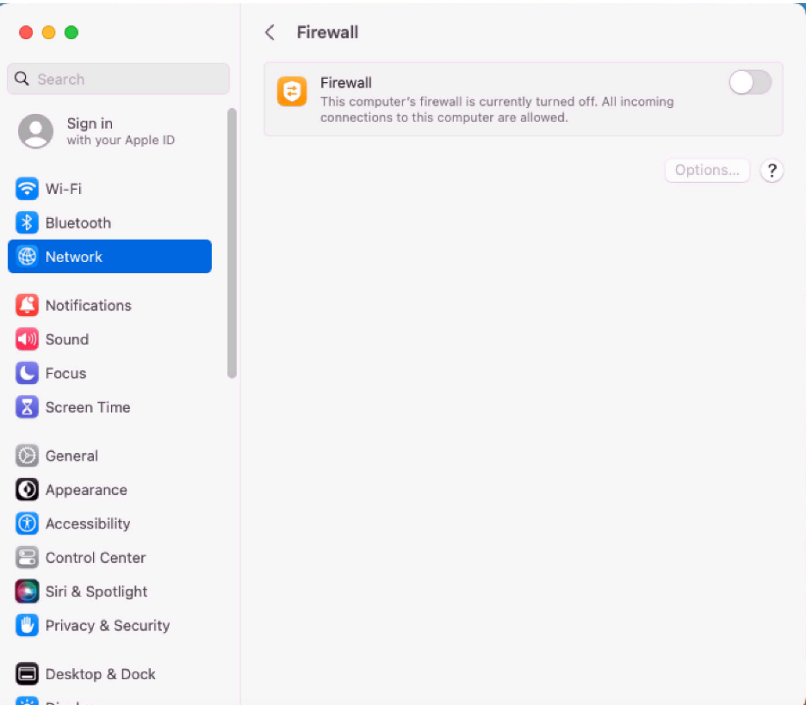 Firewall
Search
Firewall
This computer's firewall is currently turned off. All incoming
connections to this computer are allowed.
Sign in
with your Apple ID
Options...
?
Wi-Fi
Bluetooth
Network
Notifications
Sound
Focus
Screen Time
General
Appearance
Accessibility
Control Center
Siri & Spotlight
Privacy & Security
Desktop & Dock